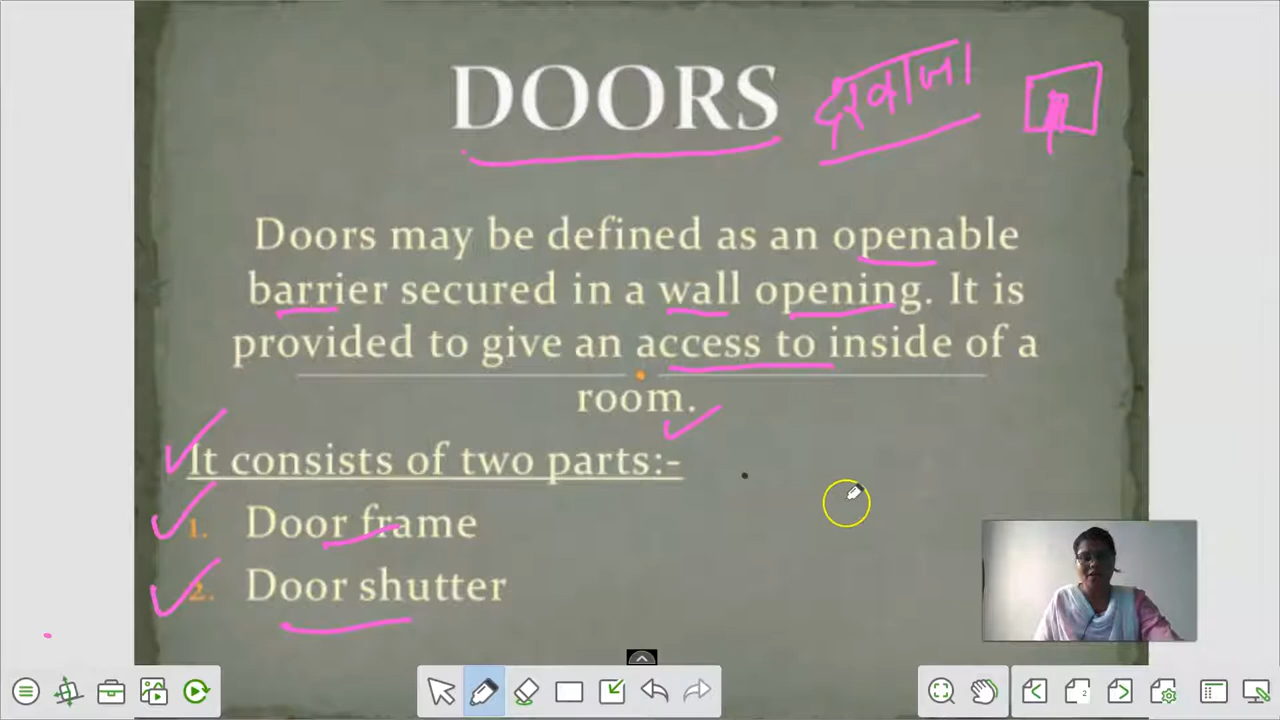 DOORS दरवाजा
Doors may be defined as an openable
barrier secured in a wall opening. It is
provided to give an access to inside of a
room.
It consists of two parts:-
1. Door frame
2. Door shutter
2